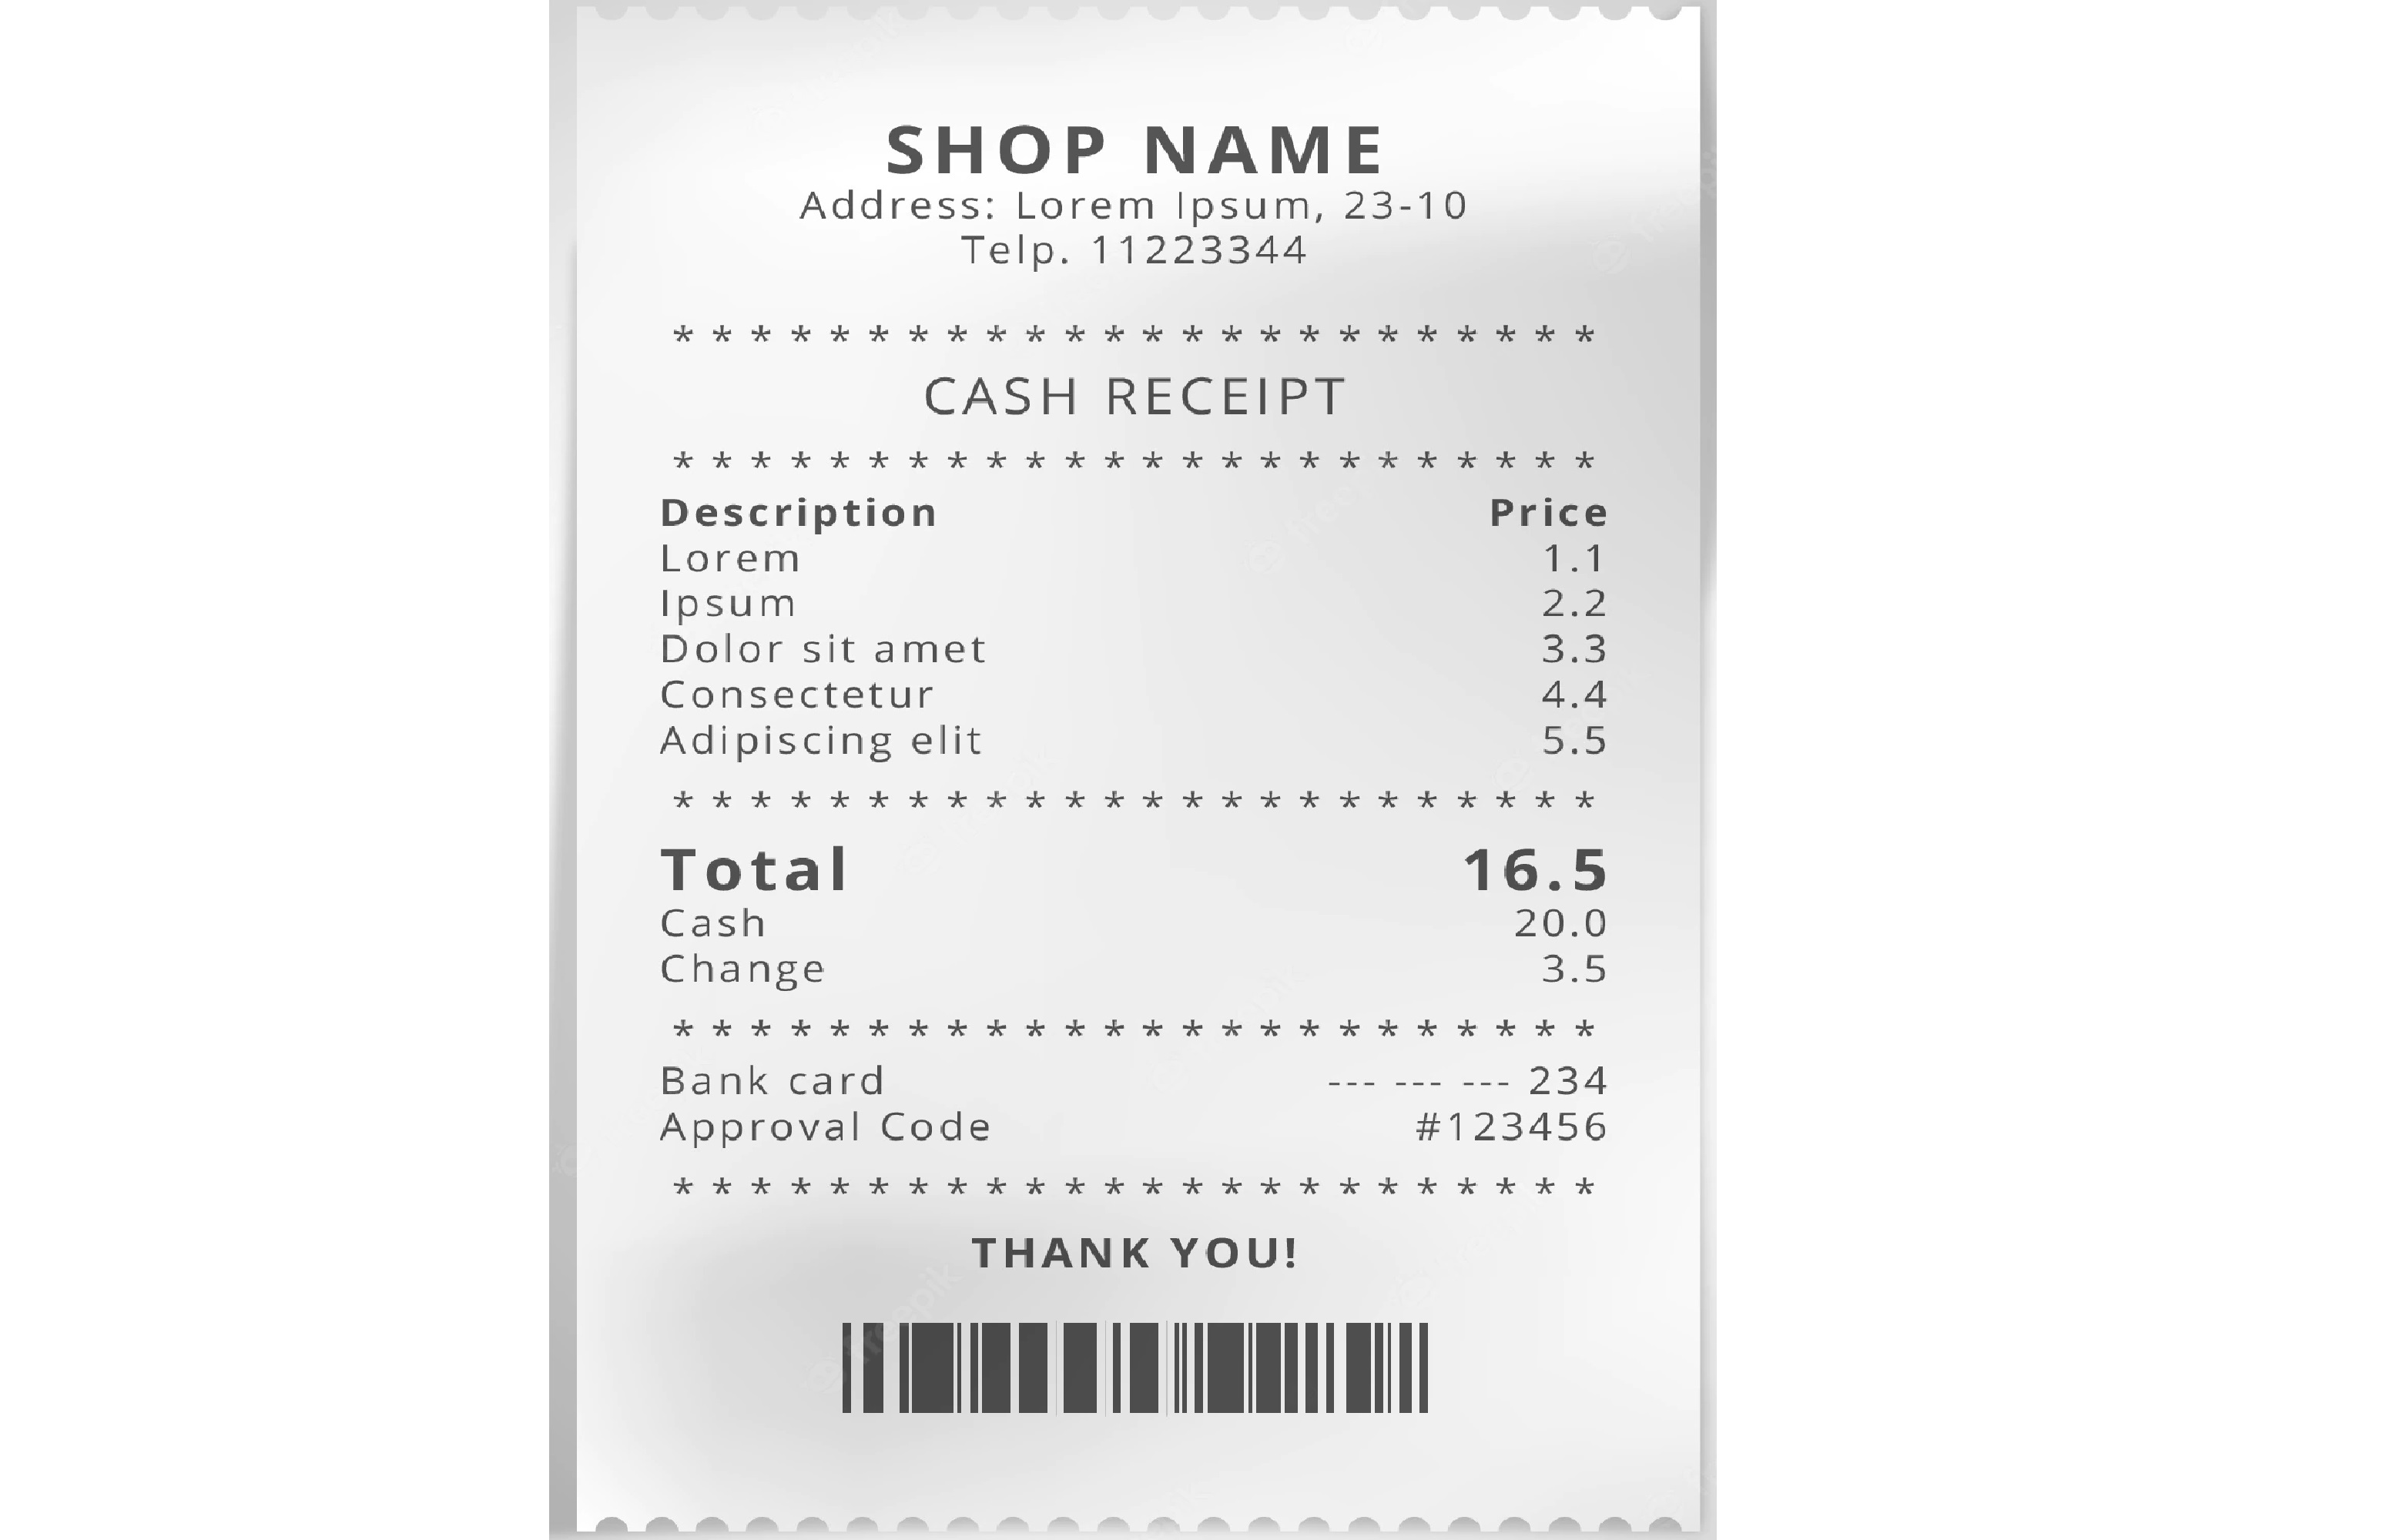 SHOP NAME
Address: Lorem Ipsum, 23-10
Telp. 11223344
* * * * * * * * * * * * * * * * * * * * * * * *
CASH RECEIPT
* * * * * * * * * * * * * * * * * * * * * * * *
Description Price
Lorem 1.1
Ipsum 2.2
Dolor sit amet 3.3
Consectetur 4.4
Adipiscing elit 5.5
* * * * * * * * * * * * * * * * * * * * * * * *
Total 16.5
Cash 20.0
Change 3.5
* * * * * * * * * * * * * * * * * * * * * * * *
Bank card --- --- --- 234
Approval Code #123456
* * * * * * * * * * * * * * * * * * * * * * * *
THANK YOU!
freepik